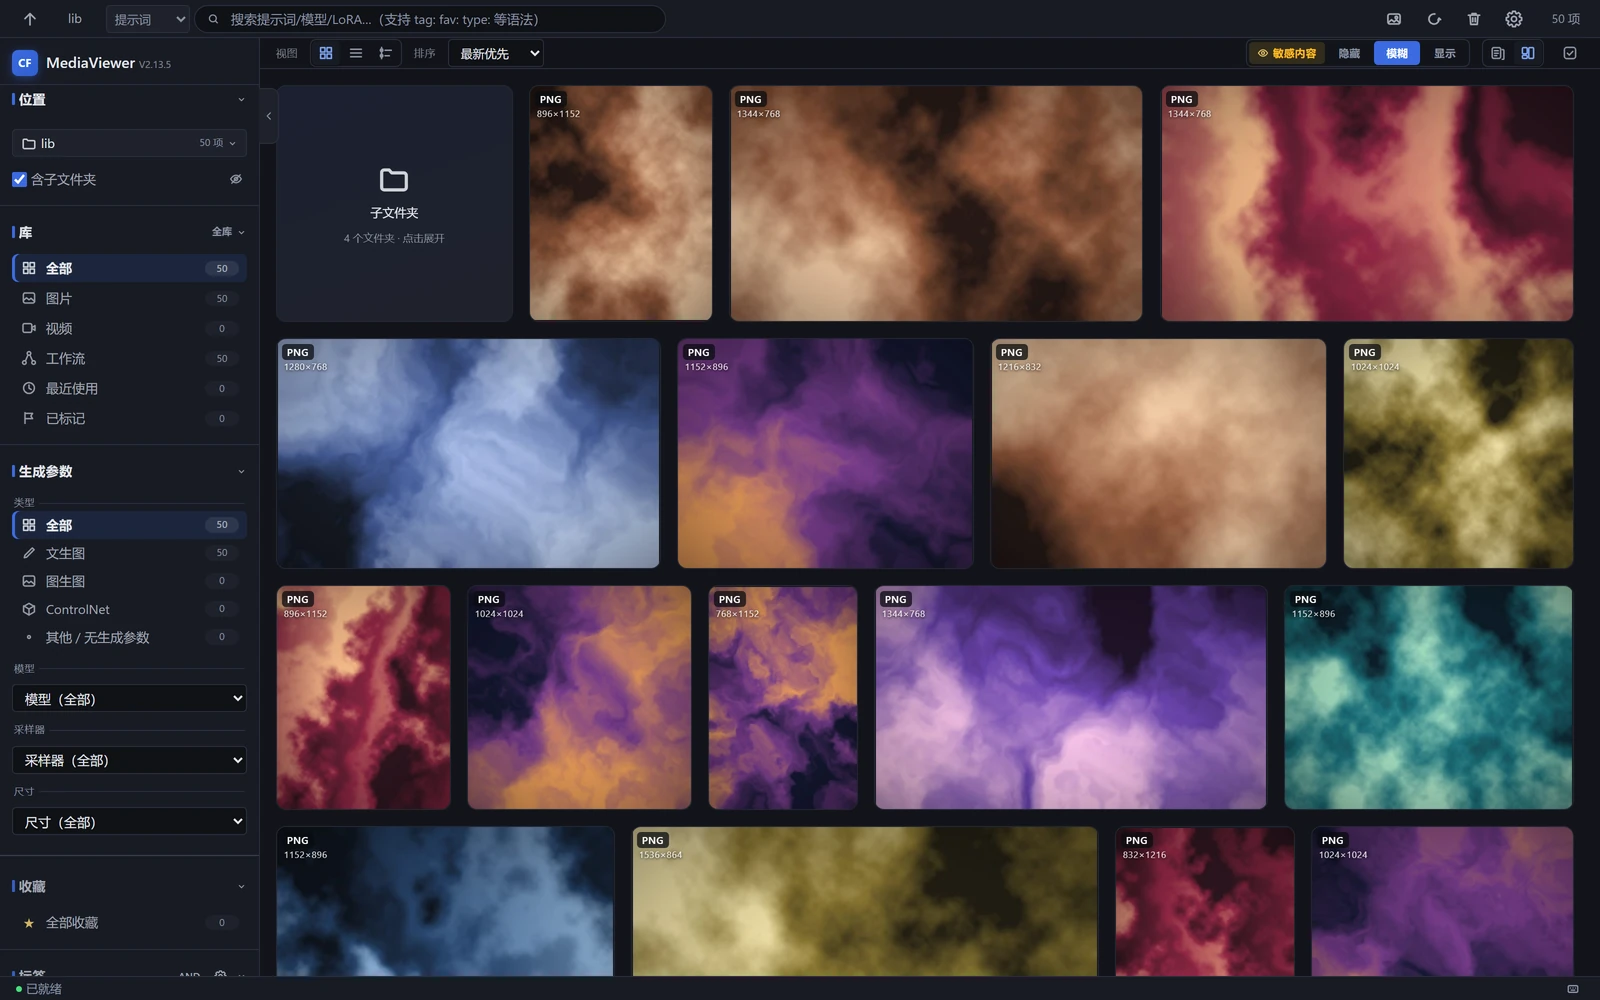 lib
提示词
搜索提示词/模型/LoRA...（支持 tag: fav: type: 等语法）
50 项
CF MediaViewer V2.13.5
视图
排序
最新优先
敏感内容
隐藏
模糊
显示
位置
lib
50 项
含子文件夹
库
全库
全部 50
图片 50
视频 0
工作流 50
最近使用 0
已标记 0
生成参数
类型
全部 50
文生图 50
图生图 0
ControlNet 0
其他 / 无生成参数 0
模型
模型（全部）
采样器
采样器（全部）
尺寸
尺寸（全部）
收藏
全部收藏 0
已就绪
子文件夹
4 个文件夹 · 点击展开
PNG
896×1152
PNG
1344×768
PNG
1344×768
PNG
1280×768
PNG
1152×896
PNG
1216×832
PNG
1024×1024
PNG
896×1152
PNG
1024×1024
PNG
768×1152
PNG
1344×768
PNG
1152×896
PNG
1152×896
PNG
1536×864
PNG
832×1216
PNG
1024×1024